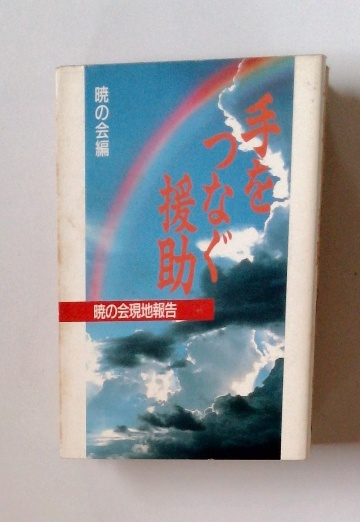 手を
つなぐ
援助
暁の会編
暁の会現地報告